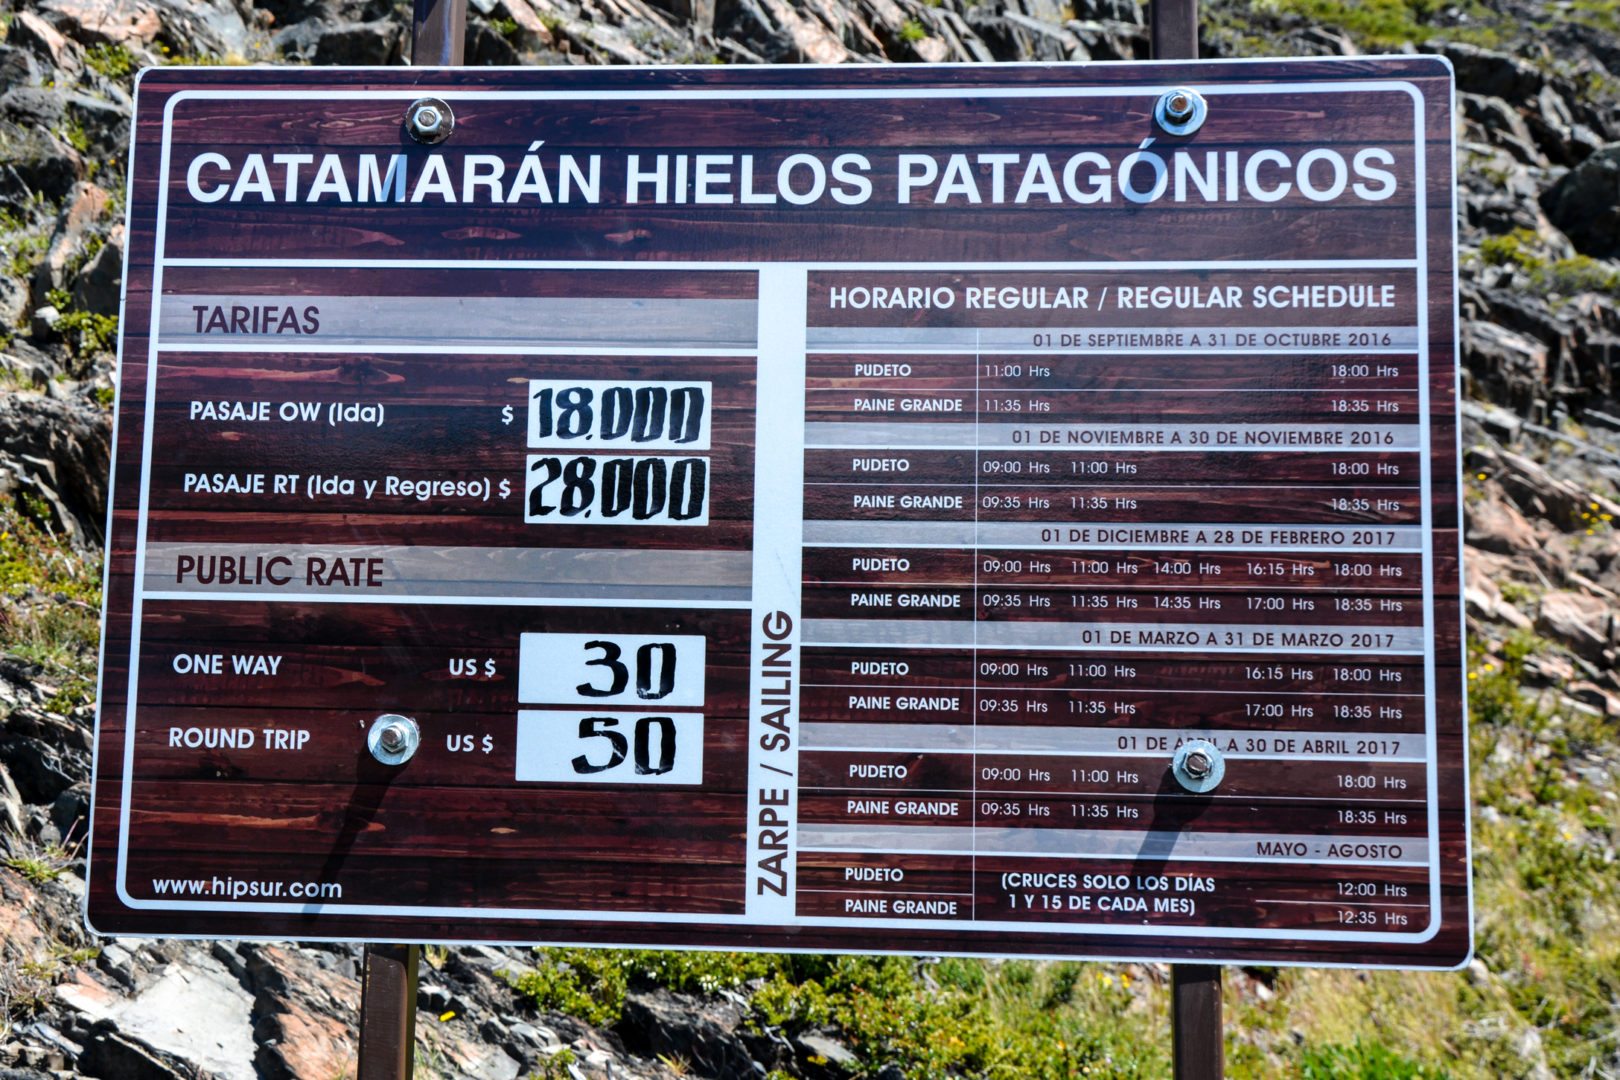 CATAMARÁN HIELOS PATAGÓNICOS
TARIFAS
PASAJE OW (Ida) $ 18.000
PASAJE RT (Ida y Regreso) $ 28.000
PUBLIC RATE
ONE WAY US $ 30
ROUND TRIP US $ 50
www.hipsur.com
ZARPE / SAILING
HORARIO REGULAR / REGULAR SCHEDULE
01 DE SEPTIEMBRE A 31 DE OCTUBRE 2016
PUDETO 11:00 Hrs 18:00 Hrs
PAINE GRANDE 11:35 Hrs 18:35 Hrs
01 DE NOVIEMBRE A 30 DE NOVIEMBRE 2016
PUDETO 09:00 Hrs 11:00 Hrs 18:00 Hrs
PAINE GRANDE 09:35 Hrs 11:35 Hrs 18:35 Hrs
01 DE DICIEMBRE A 28 DE FEBRERO 2017
PUDETO 09:00 Hrs 11:00 Hrs 14:00 Hrs 16:15 Hrs 18:00 Hrs
PAINE GRANDE 09:35 Hrs 11:35 Hrs 14:35 Hrs 17:00 Hrs 18:35 Hrs
01 DE MARZO A 31 DE MARZO 2017
PUDETO 09:00 Hrs 11:00 Hrs 16:15 Hrs 18:00 Hrs
PAINE GRANDE 09:35 Hrs 11:35 Hrs 17:00 Hrs 18:35 Hrs
01 DE ABRIL A 30 DE ABRIL 2017
PUDETO 09:00 Hrs 11:00 Hrs 18:00 Hrs
PAINE GRANDE 09:35 Hrs 11:35 Hrs 18:35 Hrs
MAYO - AGOSTO
PUDETO (CRUCES SOLO LOS DÍAS 12:00 Hrs
PAINE GRANDE 1 Y 15 DE CADA MES) 12:35 Hrs